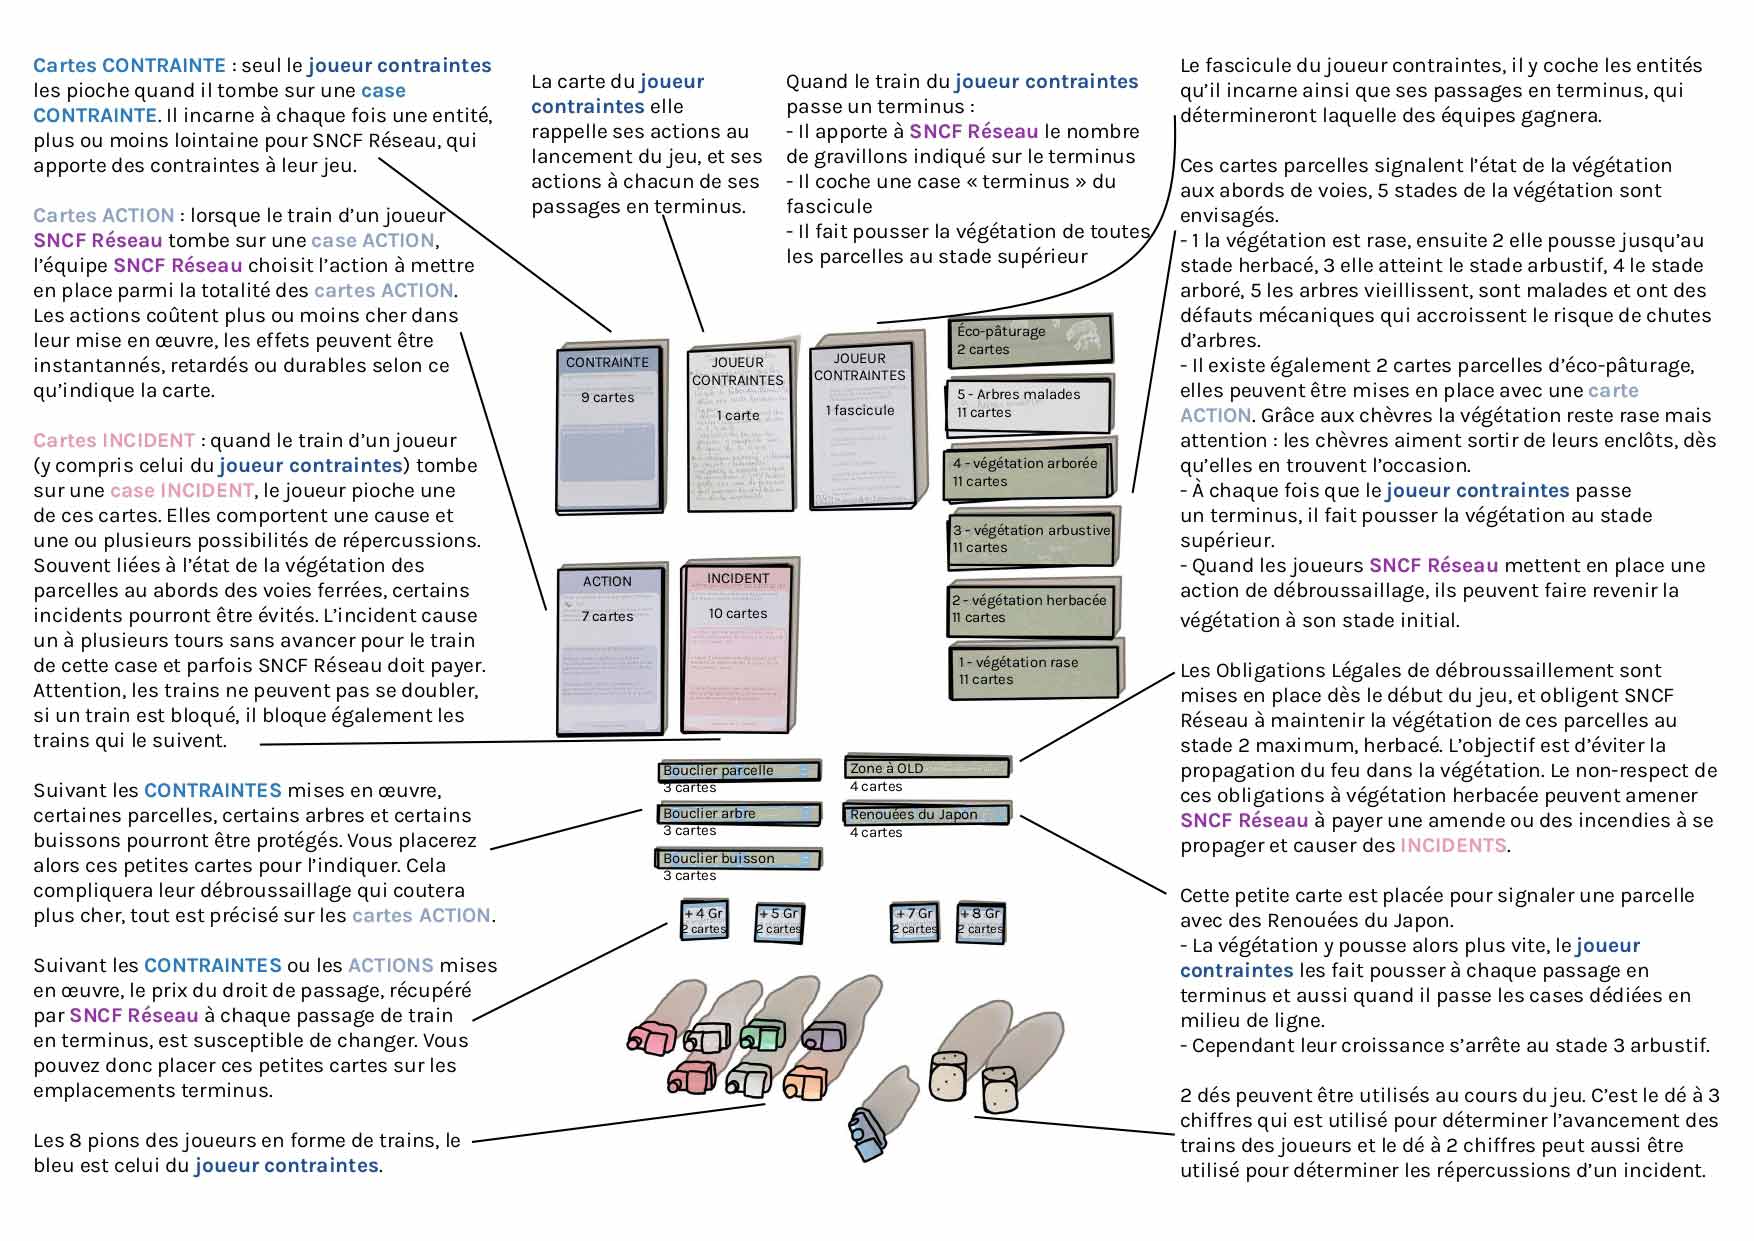 Cartes CONTRAINTE : seul le joueur contraintes
les pioche quand il tombe sur une case
CONTRAINTE. Il incarne à chaque fois une entité,
plus ou moins lointaine pour SNCF Réseau, qui
apporte des contraintes à leur jeu.
Cartes ACTION : lorsque le train d’un joueur
SNCF Réseau tombe sur une case ACTION,
l’équipe SNCF Réseau choisit l’action à mettre
en place parmi la totalité des cartes ACTION.
Les actions coûtent plus ou moins cher dans
leur mise en œuvre, les effets peuvent être
instantannés, retardés ou durables selon ce
qu’indique la carte.
Cartes INCIDENT : quand le train d’un joueur
(y compris celui du joueur contraintes) tombe
sur une case INCIDENT, le joueur pioche une
de ces cartes. Elles comportent une cause et
une ou plusieurs possibilités de répercussions.
Souvent liées à l’état de la végétation des
parcelles au abords des voies ferrées, certains
incidents pourront être évités. L’incident cause
un à plusieurs tours sans avancer pour le train
de cette case et parfois SNCF Réseau doit payer.
Attention, les trains ne peuvent pas se doubler,
si un train est bloqué, il bloque également les
trains qui le suivent.
Suivant les CONTRAINTES mises en œuvre,
certaines parcelles, certains arbres et certains
buissons pourront être protégés. Vous placerez
alors ces petites cartes pour l’indiquer. Cela
compliquera leur débroussaillage qui coutera
plus cher, tout est précisé sur les cartes ACTION.
Suivant les CONTRAINTES ou les ACTIONS mises
en œuvre, le prix du droit de passage, récupéré
par SNCF Réseau à chaque passage de train
en terminus, est susceptible de changer. Vous
pouvez donc placer ces petites cartes sur les
emplacements terminus.
Les 8 pions des joueurs en forme de trains, le
bleu est celui du joueur contraintes.
La carte du joueur
contraintes elle
rappelle ses actions au
lancement du jeu, et ses
actions à chacun de ses
passages en terminus.
Quand le train du joueur contraintes
passe un terminus :
- Il apporte à SNCF Réseau le nombre
de gravillons indiqué sur le terminus
- Il coche une case « terminus » du
fascicule
- Il fait pousser la végétation de toutes
les parcelles au stade supérieur
CONTRAINTE
9 cartes
JOUEUR
CONTRAINTES
1 carte
JOUEUR
CONTRAINTES
1 fascicule
Éco-pâturage
2 cartes
5 - Arbres malades
11 cartes
4 - végétation arborée
11 cartes
3 - végétation arbustive
11 cartes
2 - végétation herbacée
11 cartes
1 - végétation rase
11 cartes
ACTION
7 cartes
INCIDENT
10 cartes
Bouclier parcelle
3 cartes
Bouclier arbre
3 cartes
Bouclier buisson
3 cartes
Zone à OLD
4 cartes
Renouées du Japon
4 cartes
+ 4 Gr
2 cartes
+ 5 Gr
2 cartes
+ 7 Gr
2 cartes
+ 8 Gr
2 cartes
Le fascicule du joueur contraintes, il y coche les entités
qu’il incarne ainsi que ses passages en terminus, qui
détermineront laquelle des équipes gagnera.
Ces cartes parcelles signalent l’état de la végétation
aux abords de voies, 5 stades de la végétation sont
envisagés.
- 1 la végétation est rase, ensuite 2 elle pousse jusqu’au
stade herbacé, 3 elle atteint le stade arbustif, 4 le stade
arboré, 5 les arbres vieillissent, sont malades et ont des
défauts mécaniques qui accroissent le risque de chutes
d’arbres.
- Il existe également 2 cartes parcelles d’éco-pâturage,
elles peuvent être mises en place avec une carte
ACTION. Grâce aux chèvres la végétation reste rase mais
attention : les chèvres aiment sortir de leurs enclôts, dès
qu’elles en trouvent l’occasion.
- À chaque fois que le joueur contraintes passe
un terminus, il fait pousser la végétation au stade
supérieur.
- Quand les joueurs SNCF Réseau mettent en place une
action de débroussaillage, ils peuvent faire revenir la
végétation à son stade initial.
Les Obligations Légales de débroussaillement sont
mises en place dès le début du jeu, et obligent SNCF
Réseau à maintenir la végétation de ces parcelles au
stade 2 maximum, herbacé. L’objectif est d’éviter la
propagation du feu dans la végétation. Le non-respect de
ces obligations à végétation herbacée peuvent amener
SNCF Réseau à payer une amende ou des incendies à se
propager et causer des INCIDENTS.
Cette petite carte est placée pour signaler une parcelle
avec des Renouées du Japon.
- La végétation y pousse alors plus vite, le joueur
contraintes les fait pousser à chaque passage en
terminus et aussi quand il passe les cases dédiées en
milieu de ligne.
- Cependant leur croissance s’arrête au stade 3 arbustif.
2 dés peuvent être utilisés au cours du jeu. C’est le dé à 3
chiffres qui est utilisé pour déterminer l’avancement des
trains des joueurs et le dé à 2 chiffres peut aussi être
utilisé pour déterminer les répercussions d’un incident.